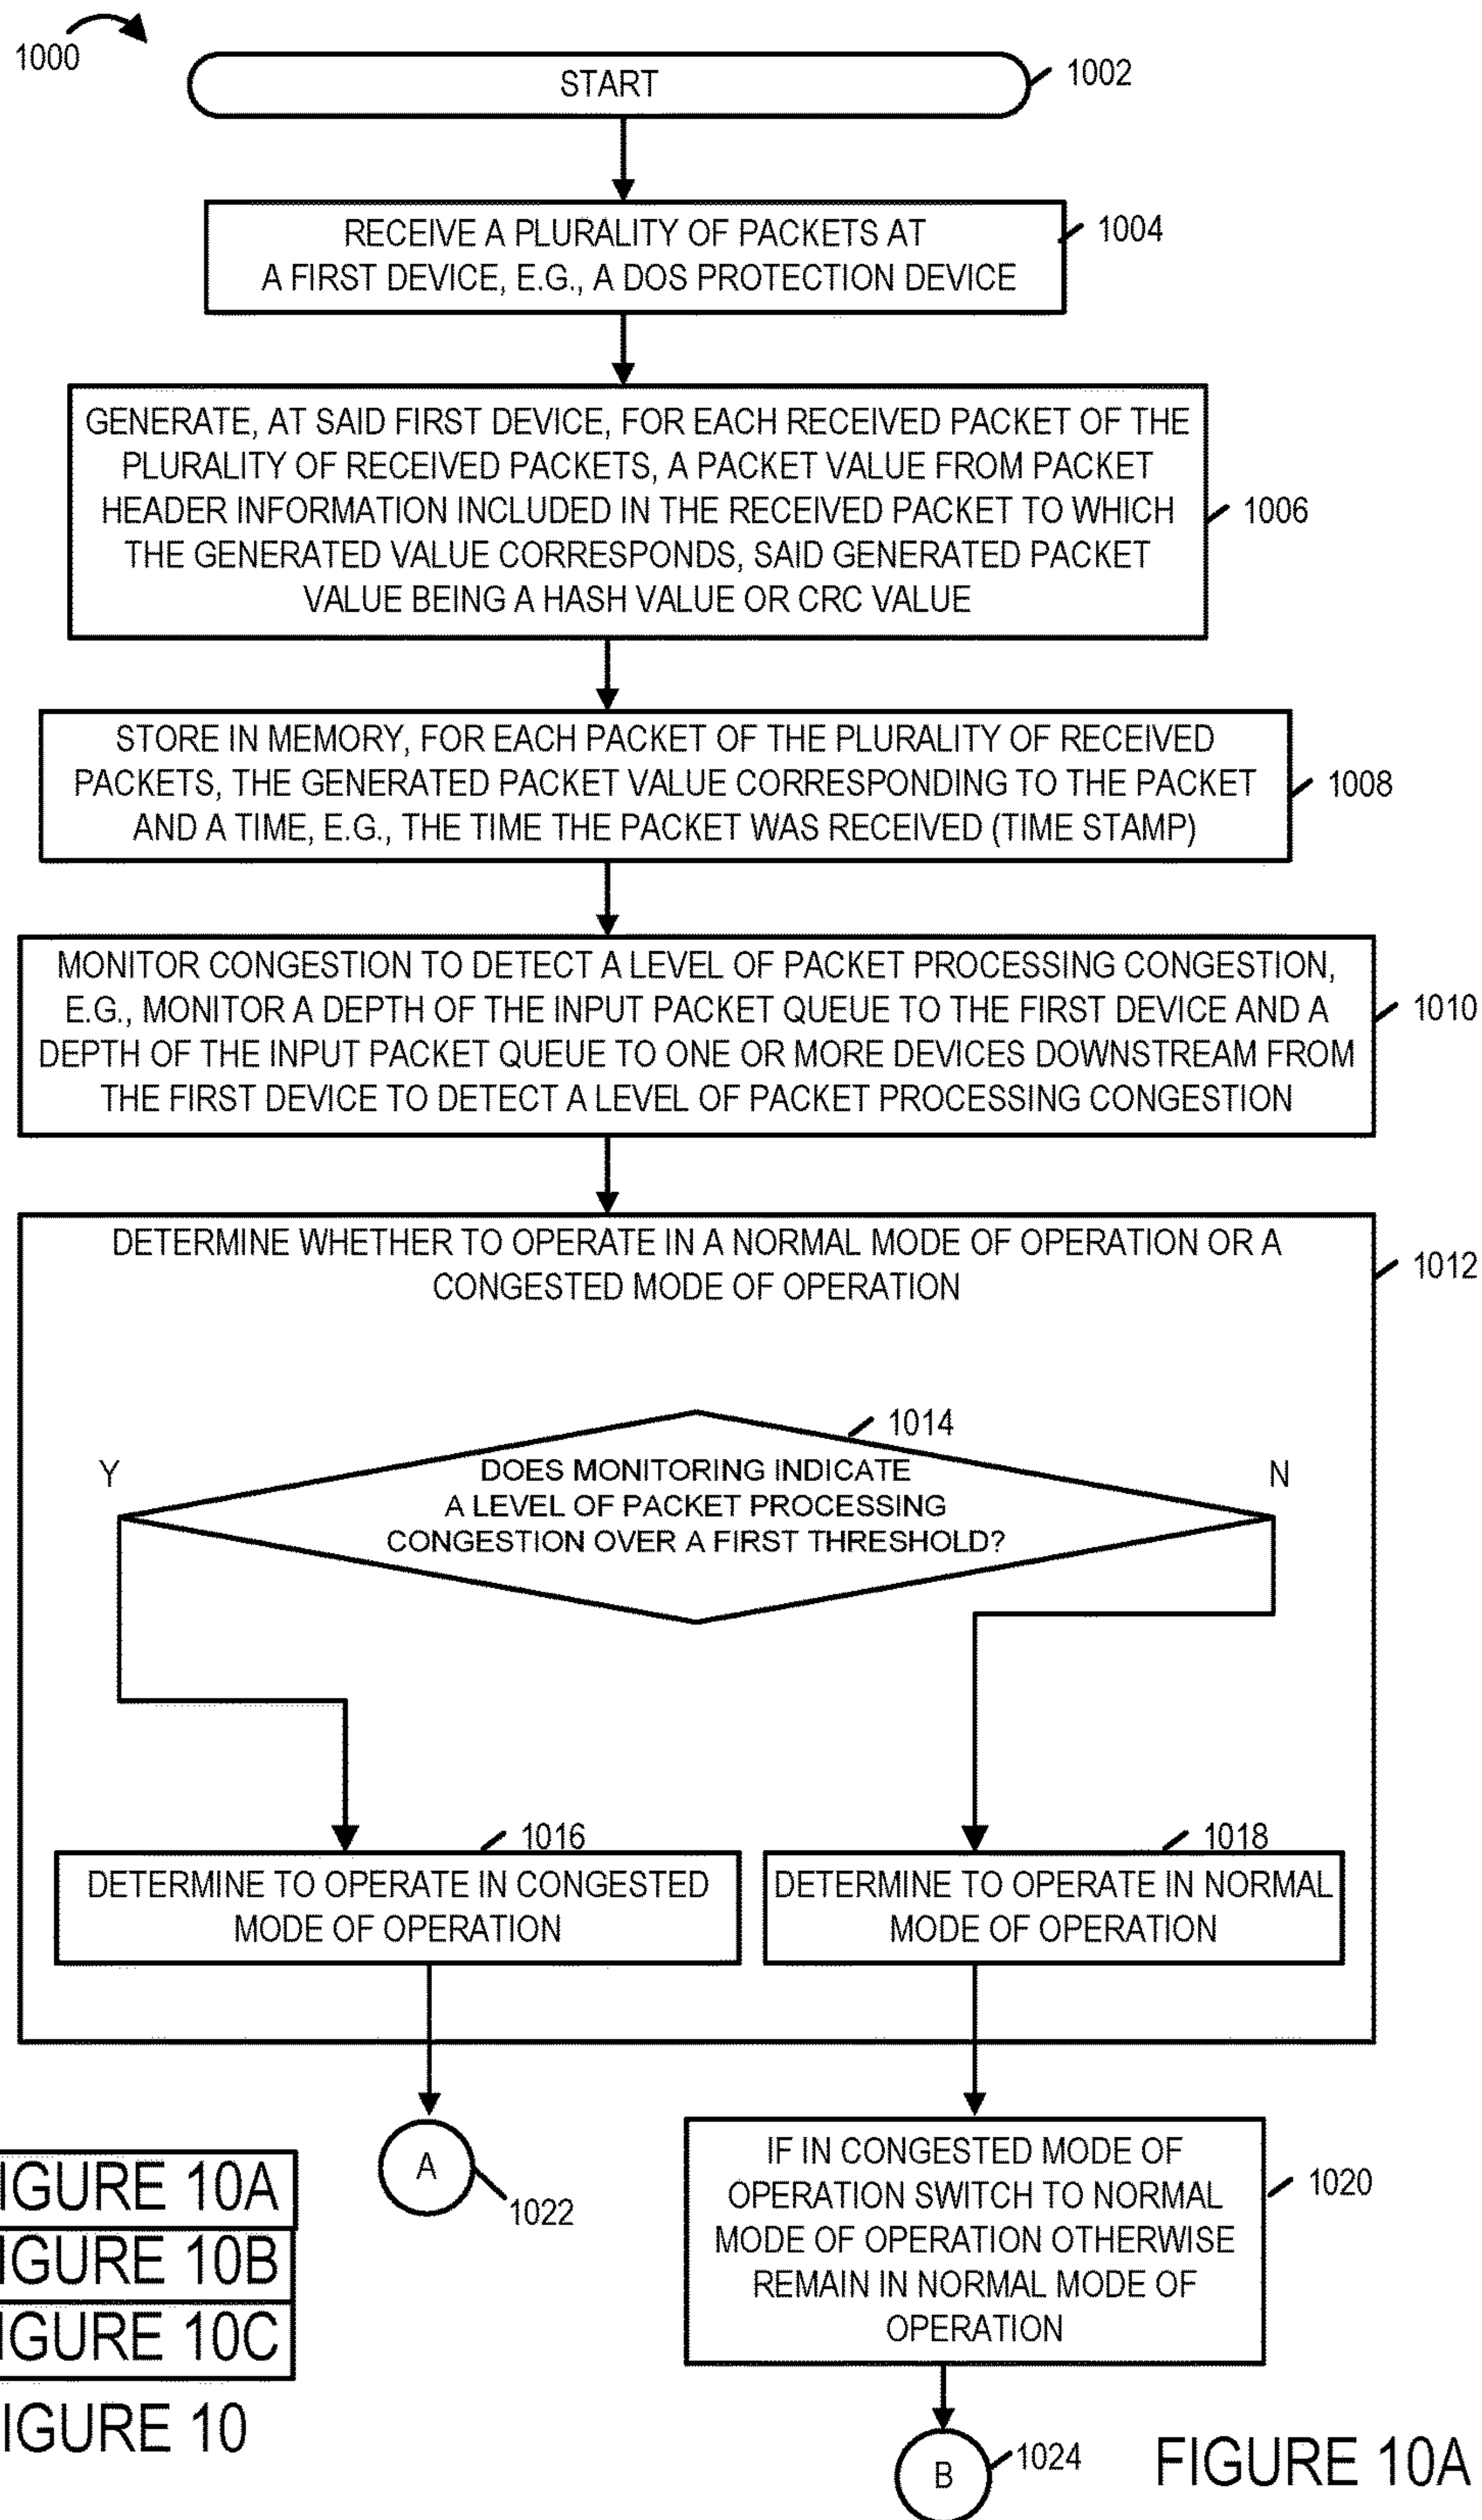 1000
START
1002
RECEIVE A PLURALITY OF PACKETS AT
A FIRST DEVICE, E.G., A DOS PROTECTION DEVICE
1004
GENERATE, AT SAID FIRST DEVICE, FOR EACH RECEIVED PACKET OF THE
PLURALITY OF RECEIVED PACKETS, A PACKET VALUE FROM PACKET
HEADER INFORMATION INCLUDED IN THE RECEIVED PACKET TO WHICH
THE GENERATED VALUE CORRESPONDS, SAID GENERATED PACKET
VALUE BEING A HASH VALUE OR CRC VALUE
1006
STORE IN MEMORY, FOR EACH PACKET OF THE PLURALITY OF RECEIVED
PACKETS, THE GENERATED PACKET VALUE CORRESPONDING TO THE PACKET
AND A TIME, E.G., THE TIME THE PACKET WAS RECEIVED (TIME STAMP)
1008
MONITOR CONGESTION TO DETECT A LEVEL OF PACKET PROCESSING CONGESTION,
E.G., MONITOR A DEPTH OF THE INPUT PACKET QUEUE TO THE FIRST DEVICE AND A
DEPTH OF THE INPUT PACKET QUEUE TO ONE OR MORE DEVICES DOWNSTREAM FROM
THE FIRST DEVICE TO DETECT A LEVEL OF PACKET PROCESSING CONGESTION
1010
DETERMINE WHETHER TO OPERATE IN A NORMAL MODE OF OPERATION OR A
CONGESTED MODE OF OPERATION
1012
1014
Y
DOES MONITORING INDICATE
A LEVEL OF PACKET PROCESSING
CONGESTION OVER A FIRST THRESHOLD?
N
1016
DETERMINE TO OPERATE IN CONGESTED
MODE OF OPERATION
1018
DETERMINE TO OPERATE IN NORMAL
MODE OF OPERATION
A
1022
IF IN CONGESTED MODE OF
OPERATION SWITCH TO NORMAL
MODE OF OPERATION OTHERWISE
REMAIN IN NORMAL MODE OF
OPERATION
1020
B
1024
IGURE 10A
IGURE 10B
IGURE 10C
IGURE 10
FIGURE 10A